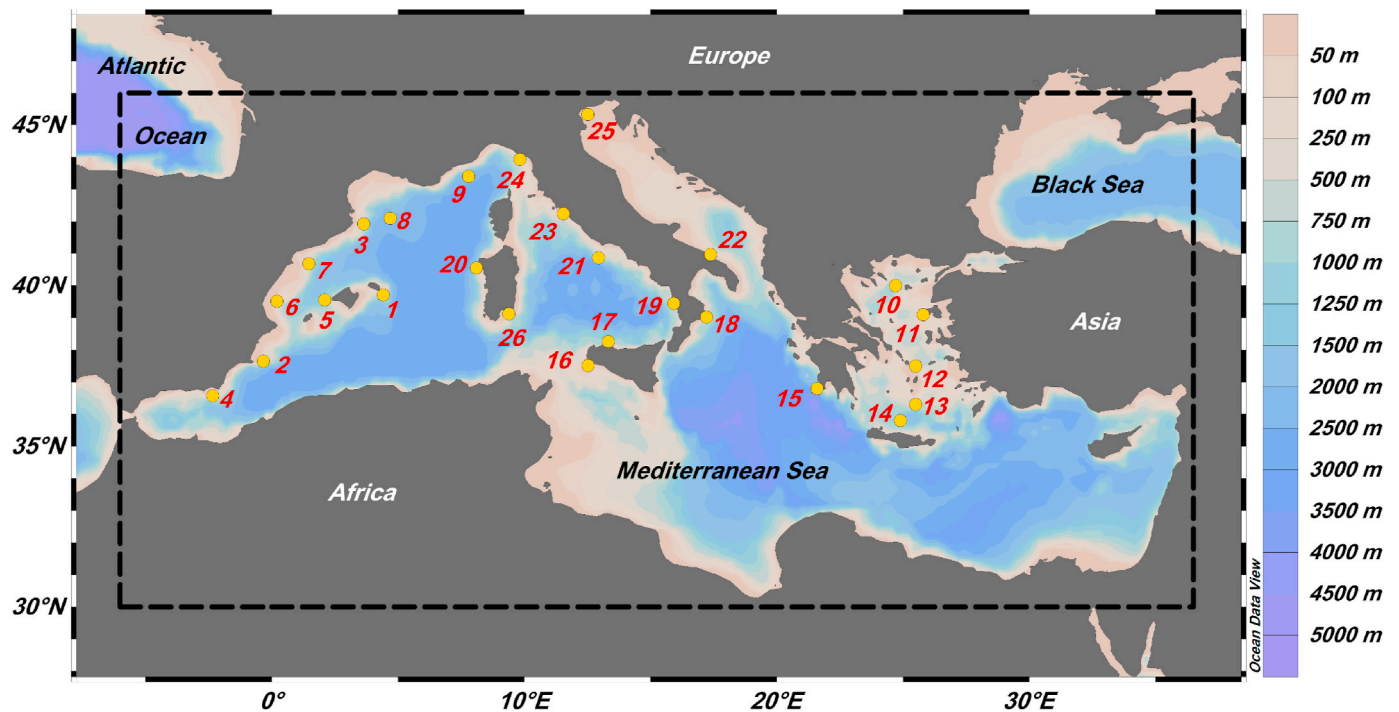 Europe
Atlantic
Ocean
Black Sea
Asia
Africa
Mediterranean Sea
45°N
40°N
35°N
30°N
0°
10°E
20°E
30°E
25
24
9
8
3
23
22
7
20
21
10
6
5
1
19
11
26
17
18
2
16
12
4
15
14
13
50 m
100 m
250 m
500 m
750 m
1000 m
1250 m
1500 m
2000 m
2500 m
3000 m
3500 m
4000 m
4500 m
5000 m
Ocean Data View